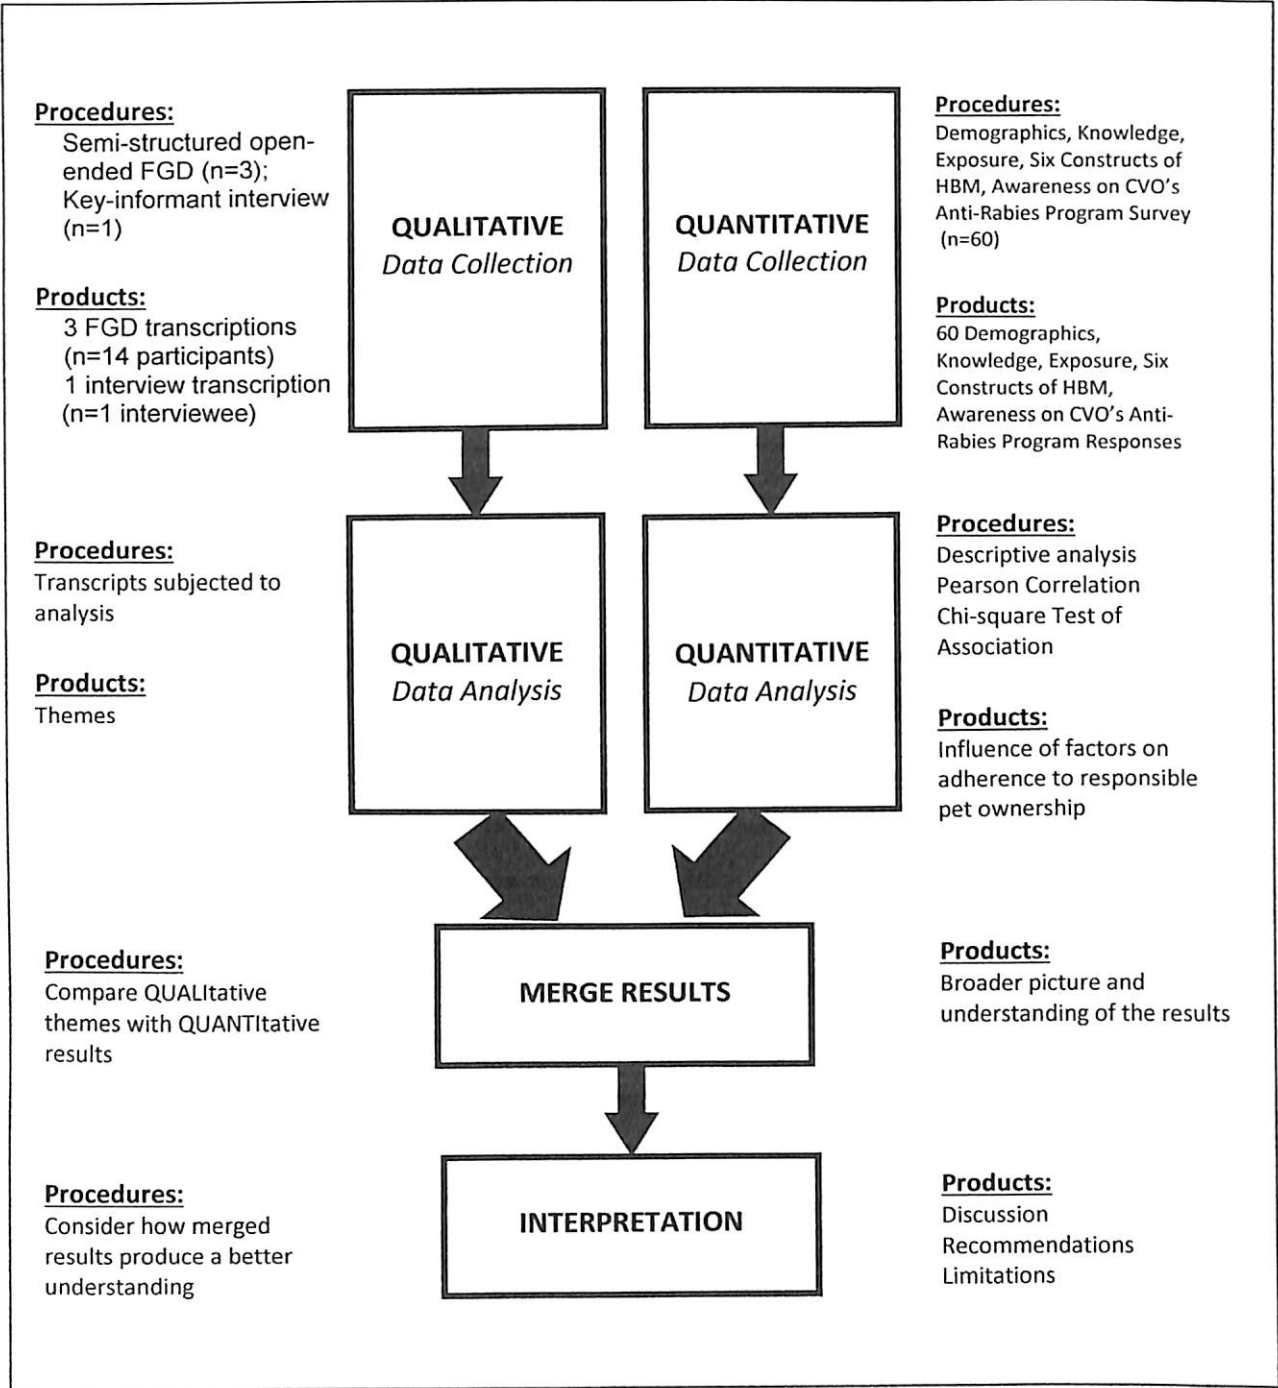 Procedures:
Semi-structured open-
ended FGD (n=3);
Key-informant interview
(n=1)
Products:
3 FGD transcriptions
(n=14 participants)
1 interview transcription
(n=1 interviewee)
QUALITATIVE
Data Collection
QUANTITATIVE
Data Collection
Procedures:
Demographics, Knowledge,
Exposure, Six Constructs of
HBM, Awareness on CVO’s
Anti-Rabies Program Survey
(n=60)
Products:
60 Demographics,
Knowledge, Exposure, Six
Constructs of HBM,
Awareness on CVO’s Anti-
Rabies Program Responses
Procedures:
Transcripts subjected to
analysis
Products:
Themes
QUALITATIVE
Data Analysis
QUANTITATIVE
Data Analysis
Procedures:
Descriptive analysis
Pearson Correlation
Chi-square Test of
Association
Products:
Influence of factors on
adherence to responsible
pet ownership
Procedures:
Compare QUALItative
themes with QUANTItative
results
MERGE RESULTS
Products:
Broader picture and
understanding of the results
Procedures:
Consider how merged
results produce a better
understanding
INTERPRETATION
Products:
Discussion
Recommendations
Limitations